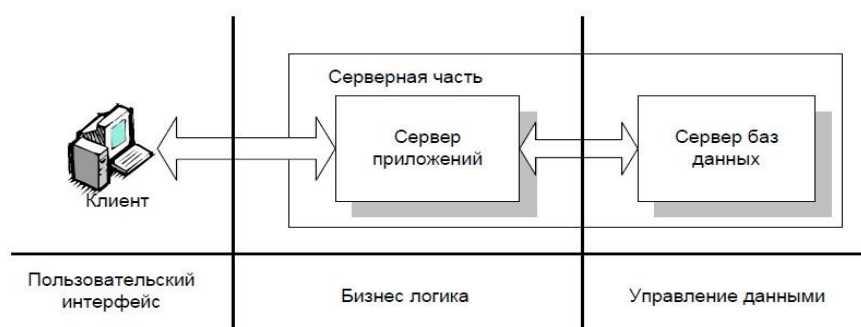 Серверная часть
Сервер
приложений
Сервер баз
данных
Клиент
Пользовательский
интерфейс
Бизнес логика
Управление данными